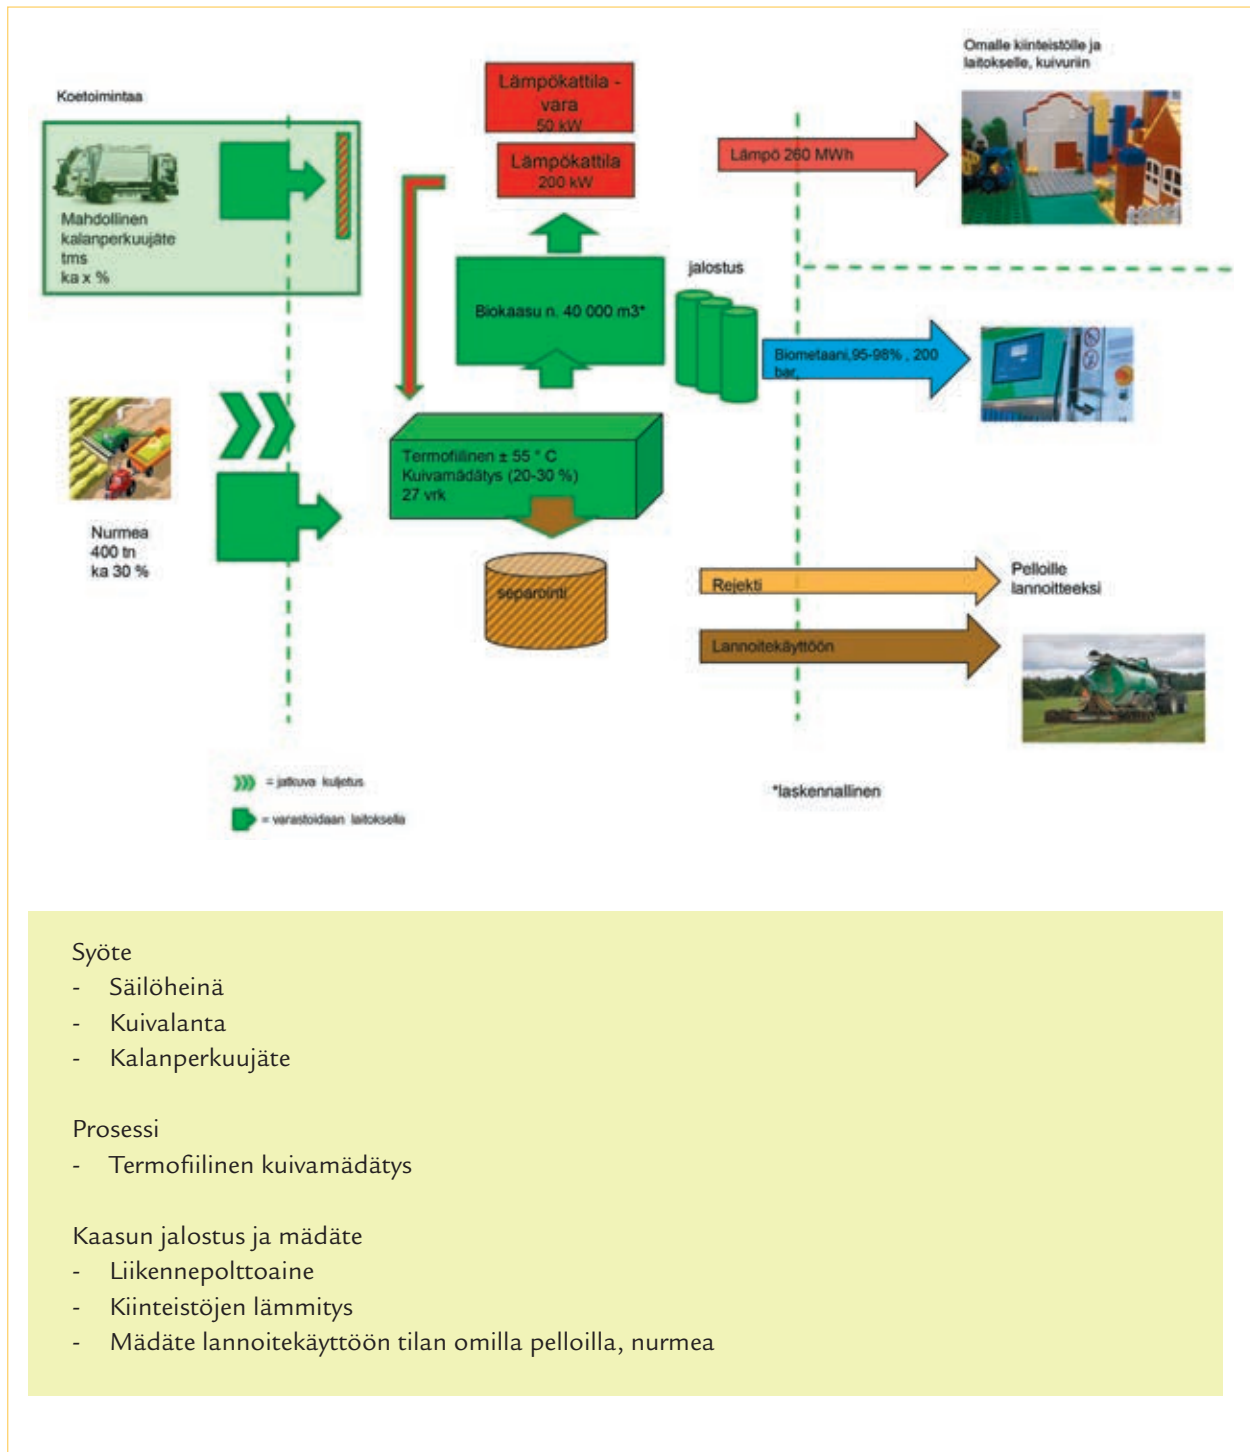 Koetoimintaa
Mahdollinen
kalanperkuujäte
tms
ka x %
Nurmea
400 tn
ka 30 %
Lämpökattila -
vara
50 kW
Lämpökattila
200 kW
Biokaasu n. 40 000 m3*
jalostus
Termofiilinen ± 55 ° C
Kuivamädätys (20-30 %)
27 vrk
separointi
Omalle kiinteistölle ja
laitokselle, kuivuriin
Lämpö 260 MWh
Biometaani,95-98% , 200
bar,
Rejekti
Pelloille
lannoitteeksi
Lannoitekäyttöön
= jatkuva kuljetus
= varastoidaan laitoksella
*laskennallinen
Syöte
- Säilöheinä
- Kuivalanta
- Kalanperkuujäte
Prosessi
- Termofiilinen kuivamädätys
Kaasun jalostus ja mädäte
- Liikennepolttoaine
- Kiinteistöjen lämmitys
- Mädäte lannoitekäyttöön tilan omilla pelloilla, nurmea